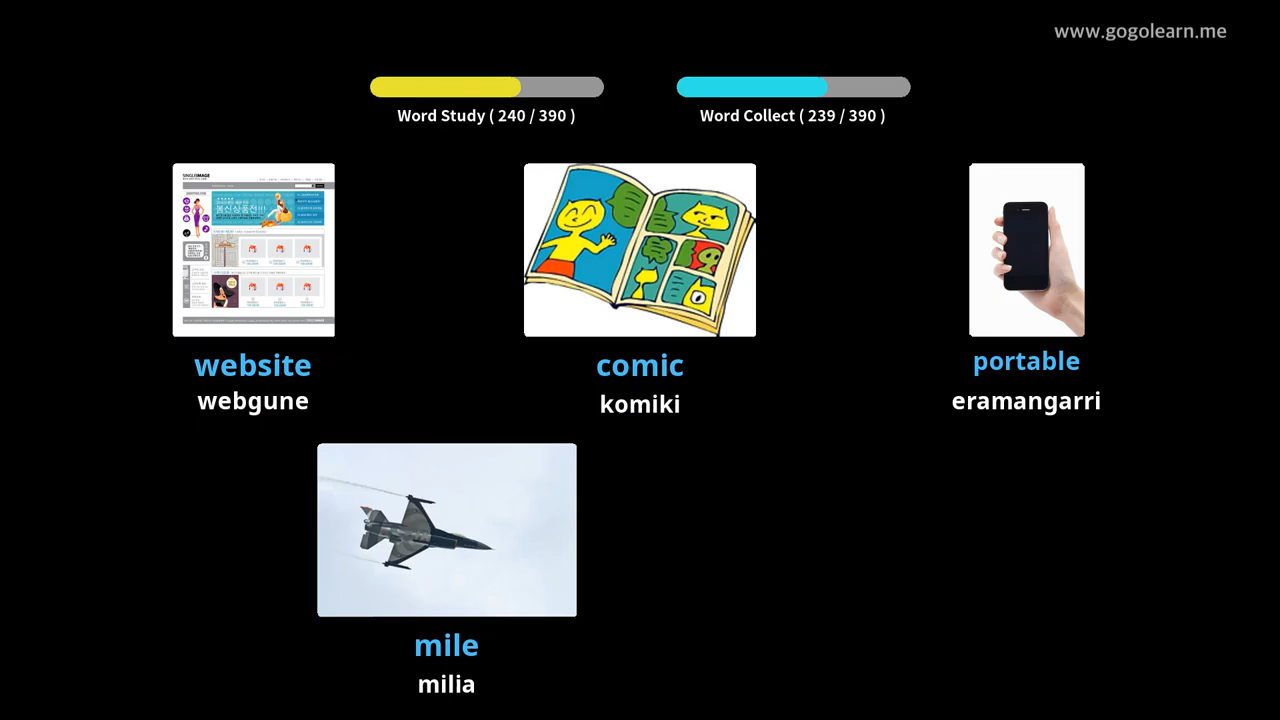 www.gogolearn.me
Word Study ( 240 / 390 )
Word Collect ( 239 / 390 )
website
webgune
comic
komiki
portable
eramangarri
mile
milia